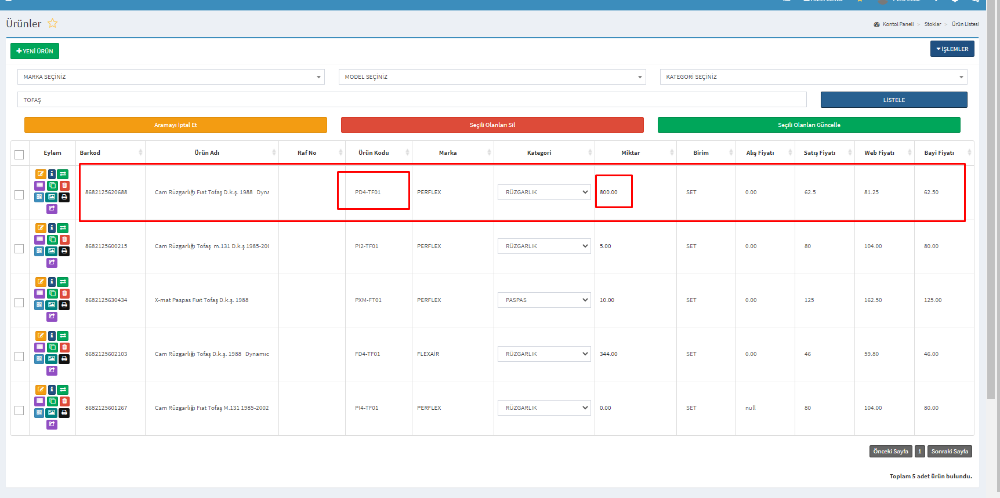 Ürünler
Kontol Paneli > Stoklar > Ürün Listesi
YENİ ÜRÜN
İŞLEMLER
MARKA SEÇİNİZ
MODEL SEÇİNİZ
KATEGORİ SEÇİNİZ
TOFAŞ
LİSTELE
Aramayı İptal Et
Seçili Olanları Sil
Seçili Olanları Güncelle
Eylem Barkod Ürün Adı Raf No Ürün Kodu Marka Kategori Miktar Birim Alış Fiyatı Satış Fiyatı Web Fiyatı Bayi Fiyatı
8682125620688 Cam Rüzgarlığı Fıat Tofaş D.k.ş. 1988 Dyna PD4-TF01 PERFLEX RÜZGARLIK 800.00 SET 0.00 62.5 81.25 62.50
8682125600215 Cam Rüzgarlığı Tofaş m.131 D.k.ş 1985-200 PI2-TF01 PERFLEX RÜZGARLIK 5.00 SET 0.00 80 104.00 80.00
8682125630434 X-mat Paspas Fıat Tofaş D.k.ş. 1988 PXM-FT01 PERFLEX PASPAS 10.00 SET 0.00 125 162.50 125.00
8682125602103 Cam Rüzgarlığı Tofaş D.k.ş. 1988 Dynamıc FD4-TF01 FLEXAİR RÜZGARLIK 344.00 SET 0.00 46 59.80 46.00
8682125601267 Cam Rüzgarlığı Fıat Tofaş M.131 1985-2002 PI4-TF01 PERFLEX RÜZGARLIK 0.00 SET null 80 104.00 80.00
Önceki Sayfa 1 Sonraki Sayfa
Toplam 5 adet ürün bulundu.